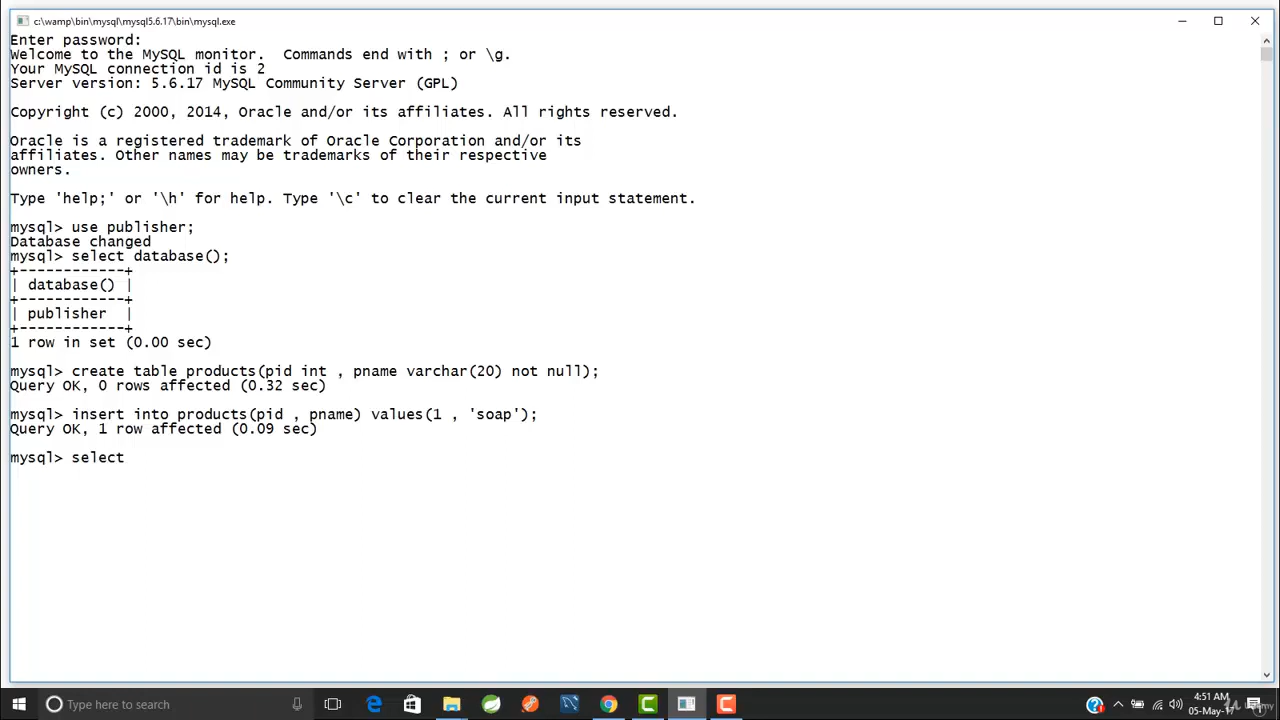 c:\wamp\bin\mysql\mysql5.6.17\bin\mysql.exe
Enter password:
Welcome to the MySQL monitor.  Commands end with ; or \g.
Your MySQL connection id is 2
Server version: 5.6.17 MySQL Community Server (GPL)
Copyright (c) 2000, 2014, Oracle and/or its affiliates. All rights reserved.
Oracle is a registered trademark of Oracle Corporation and/or its
affiliates. Other names may be trademarks of their respective
owners.
Type 'help;' or '\h' for help. Type '\c' to clear the current input statement.
mysql> use publisher;
Database changed
mysql> select database();
+------------+
| database() |
+------------+
| publisher  |
+------------+
1 row in set (0.00 sec)
mysql> create table products(pid int , pname varchar(20) not null);
Query OK, 0 rows affected (0.32 sec)
mysql> insert into products(pid , pname) values(1 , 'soap');
Query OK, 1 row affected (0.09 sec)
mysql> select
Type here to search
4:51 AM
05-May-17